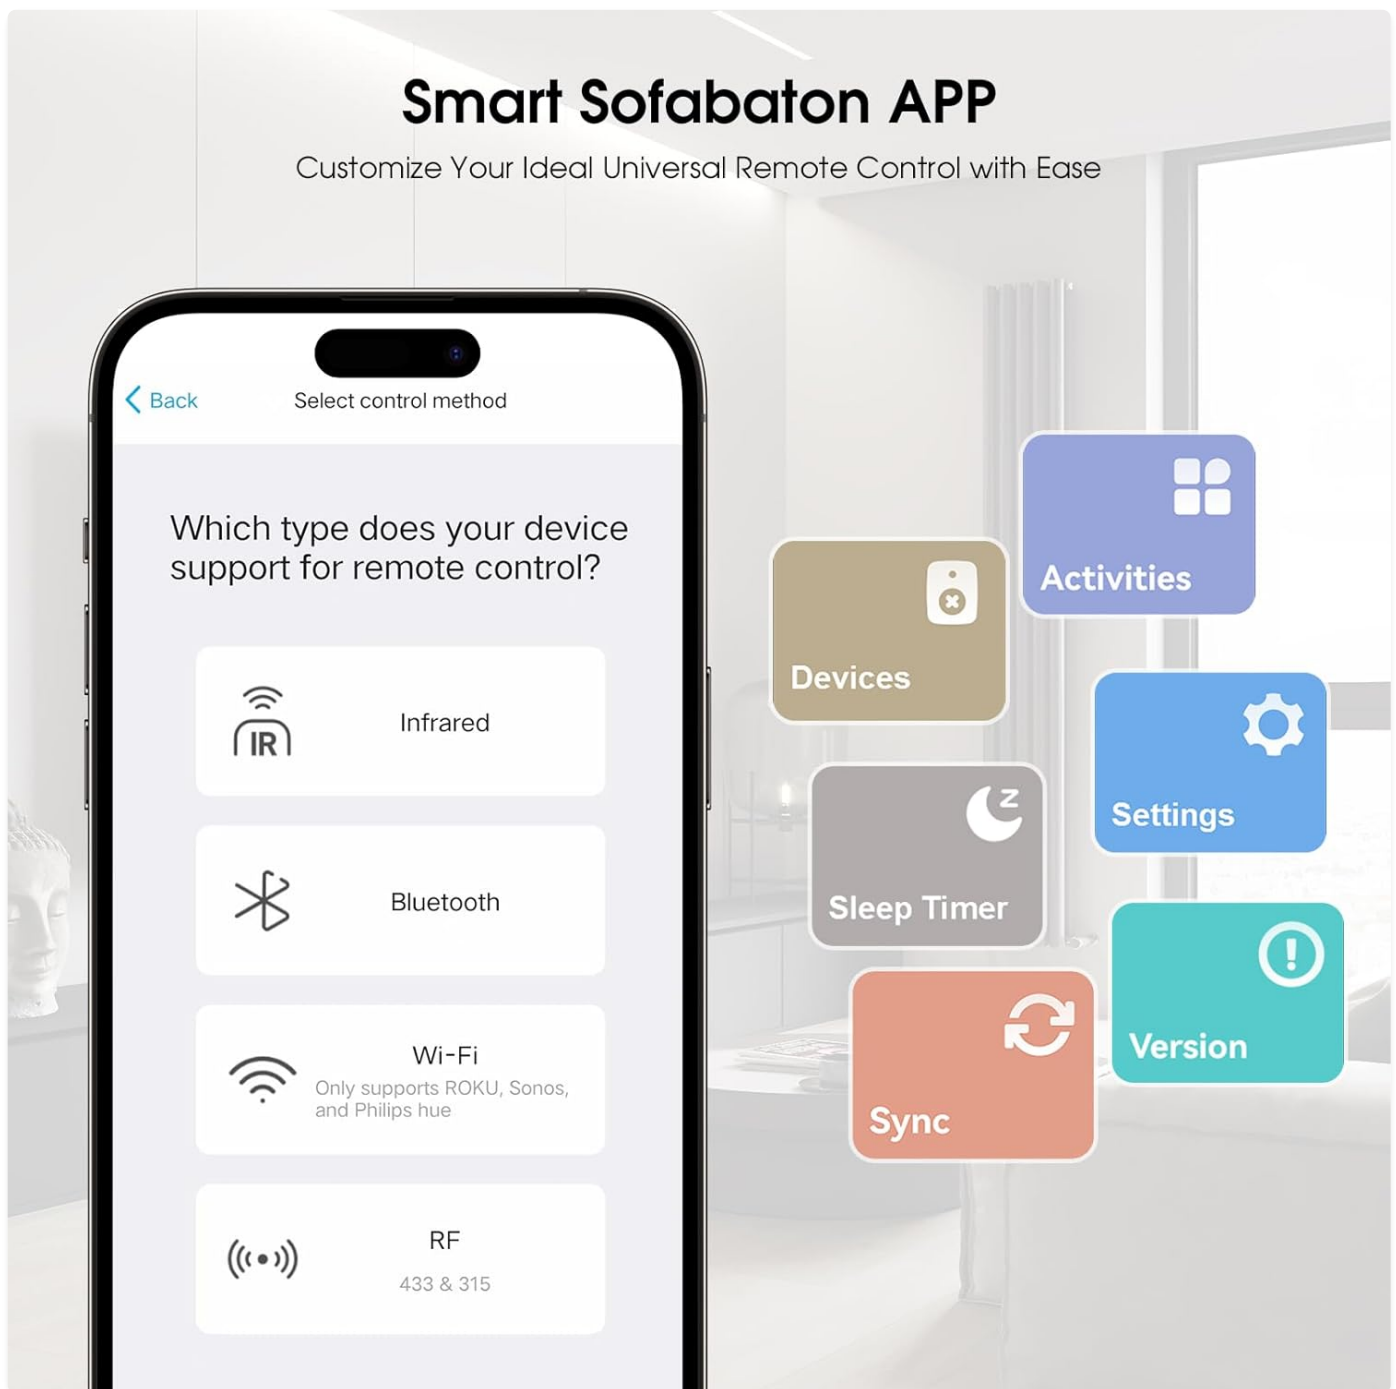 Smart Sofabaton APP
Customize Your Ideal Universal Remote Control with Ease
Back
Select control method
Which type does your device
support for remote control?
IR
Infrared
Bluetooth
Wi-Fi
Only supports ROKU, Sonos,
and Philips hue
RF
433 & 315
Activities
Devices
Settings
z
Sleep Timer
Version
Sync